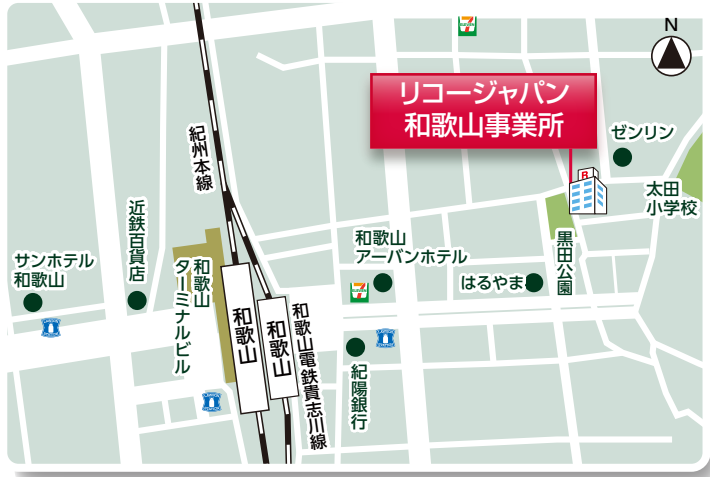 N
リコージャパン
和歌山事業所
ゼンリン
紀州本線
太田
小学校
近鉄百貨店
和歌山
アーバンホテル
黒田公園
サンホテル
和歌山
和歌山
ターミナルビル
はるやま
和歌山
和歌山
和歌山電鉄貴志川線
紀陽銀行
R
7
ELEVEN
7
ELEVEN